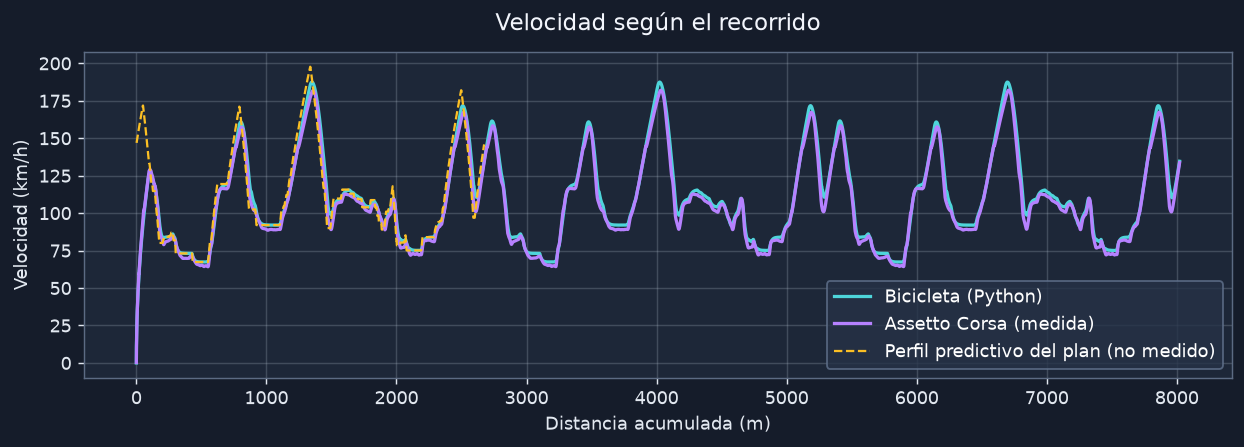 Velocidad según el recorrido
Velocidad (km/h)
200
175
150
125
100
75
50
25
0
0 1000 2000 3000 4000 5000 6000 7000 8000
Distancia acumulada (m)
Bicicleta (Python)
Assetto Corsa (medida)
Perfil predictivo del plan (no medido)